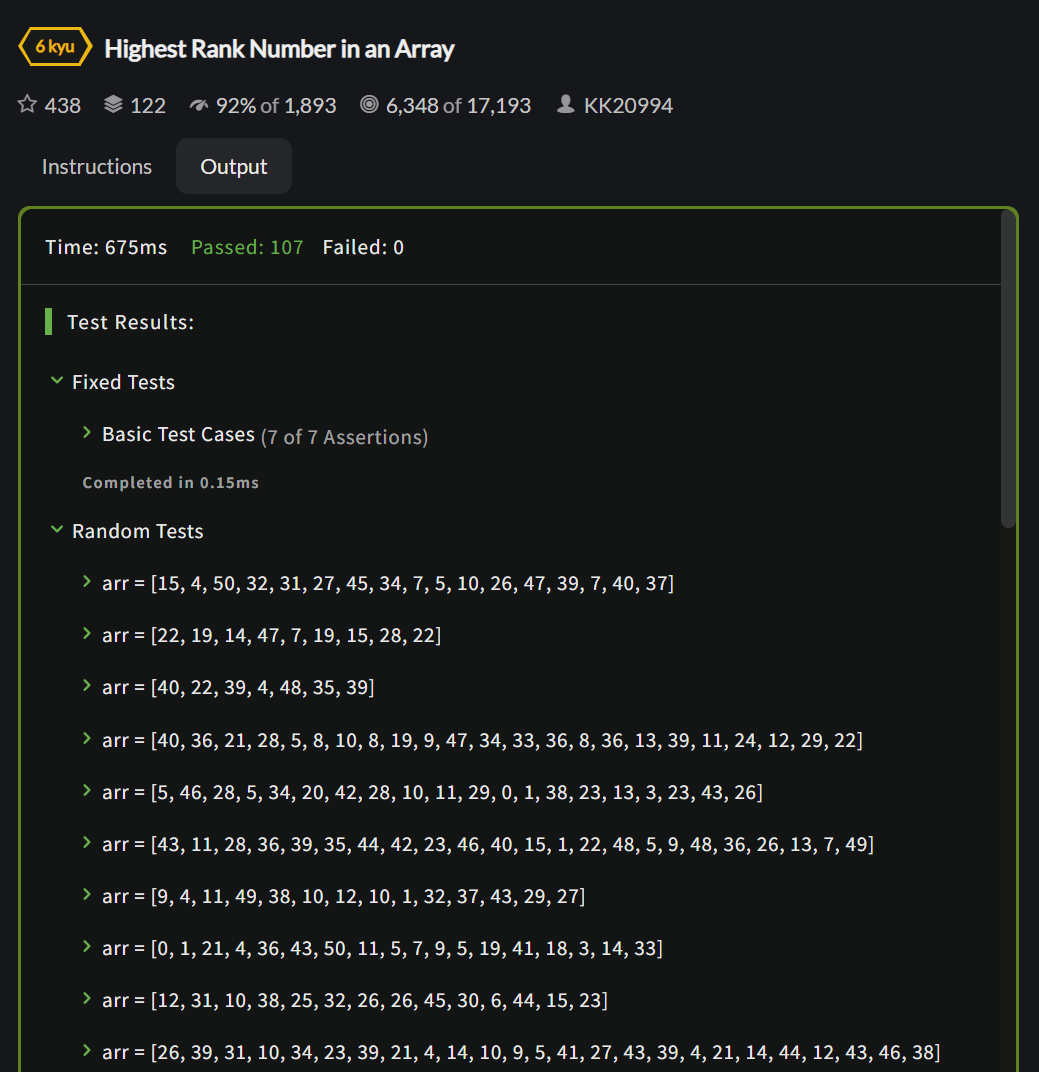 6 kyu Highest Rank Number in an Array
438 122 92% of 1,893 6,348 of 17,193 KK20994
Instructions Output
Time: 675ms Passed: 107 Failed: 0
Test Results:
Fixed Tests
Basic Test Cases (7 of 7 Assertions)
Completed in 0.15ms
Random Tests
arr = [15, 4, 50, 32, 31, 27, 45, 34, 7, 5, 10, 26, 47, 39, 7, 40, 37]
arr = [22, 19, 14, 47, 7, 19, 15, 28, 22]
arr = [40, 22, 39, 4, 48, 35, 39]
arr = [40, 36, 21, 28, 5, 8, 10, 8, 19, 9, 47, 34, 33, 36, 8, 36, 13, 39, 11, 24, 12, 29, 22]
arr = [5, 46, 28, 5, 34, 20, 42, 28, 10, 11, 29, 0, 1, 38, 23, 13, 3, 23, 43, 26]
arr = [43, 11, 28, 36, 39, 35, 44, 42, 23, 46, 40, 15, 1, 22, 48, 5, 9, 48, 36, 26, 13, 7, 49]
arr = [9, 4, 11, 49, 38, 10, 12, 10, 1, 32, 37, 43, 29, 27]
arr = [0, 1, 21, 4, 36, 43, 50, 11, 5, 7, 9, 5, 19, 41, 18, 3, 14, 33]
arr = [12, 31, 10, 38, 25, 32, 26, 26, 45, 30, 6, 44, 15, 23]
arr = [26, 39, 31, 10, 34, 23, 39, 21, 4, 14, 10, 9, 5, 41, 27, 43, 39, 4, 21, 14, 44, 12, 43, 46, 38]